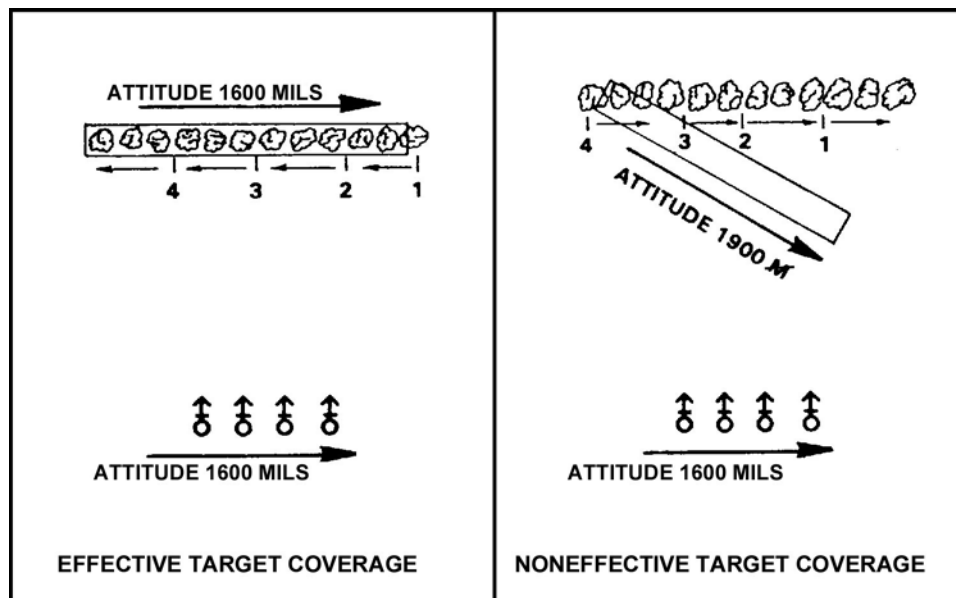 ATTITUDE 1600 MILS
4 3 2 1
ATTITUDE 1600 MILS
EFFECTIVE TARGET COVERAGE
4 3 2 1
ATTITUDE 1900 M
ATTITUDE 1600 MILS
NONEFFECTIVE TARGET COVERAGE